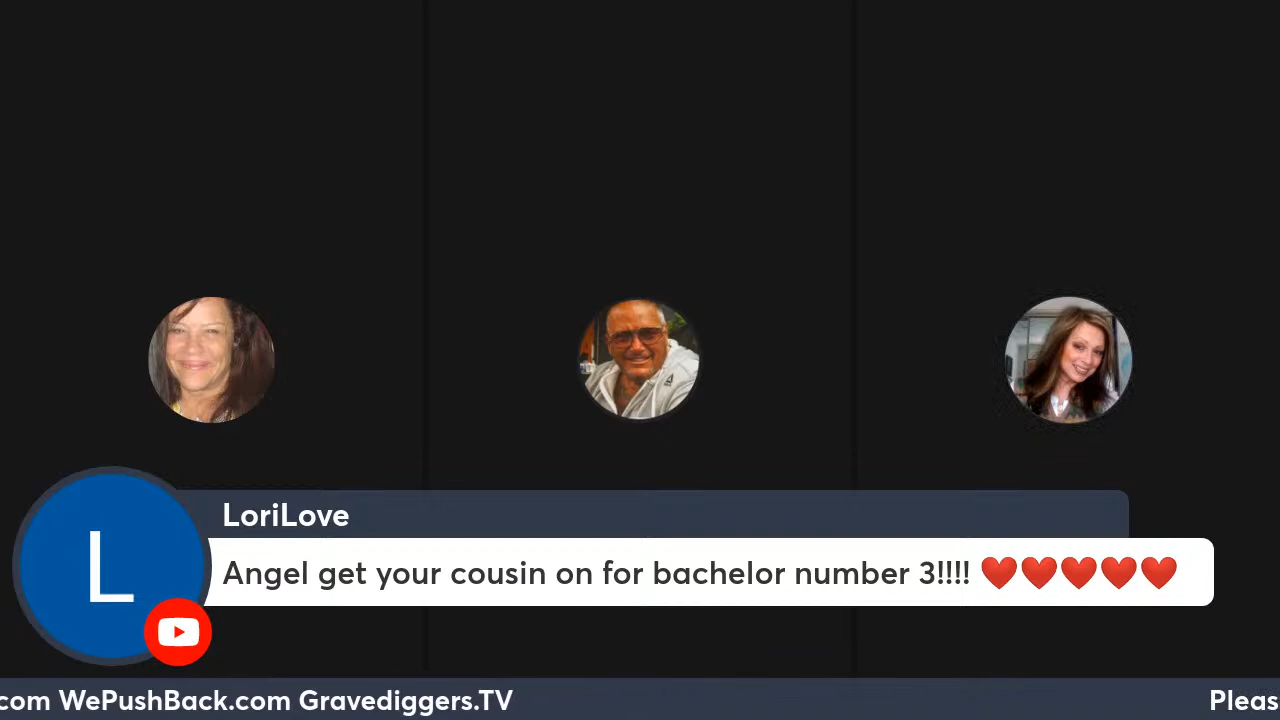 L
LoriLove
Angel get your cousin on for bachelor number 3!!!! ❤️❤️❤️❤️❤️
.com WePushBack.com Gravediggers.TV
Pleas